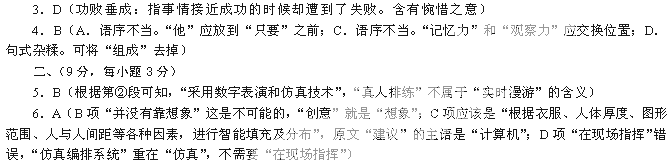 3．D（功败垂成：指事情接近成功的时候却遭到了失败。含有惋惜之意）
4．B（A．语序不当。“他”应放到“只要”之前；C．语序不当。“记忆力”和“观察力”应交换位置；D．
句式杂糅。可将“组成”去掉）
二、（9分，每小题3分）
5．B（根据第②段可知，“采用数字表演和仿真技术”，“真人排练”不属于“实时漫游”的含义）
6．A（B项“并没有靠想象”这是不可能的，“创意”就是“想象”；C项应该是“根据衣服、人体厚度、图形
范围、人与人间距等各种因素，进行智能填充及分布”，原文“建议”的主语是“计算机”；D项“在现场指挥”错
误，“仿真编排系统”重在“仿真”，不需要“在现场指挥”）